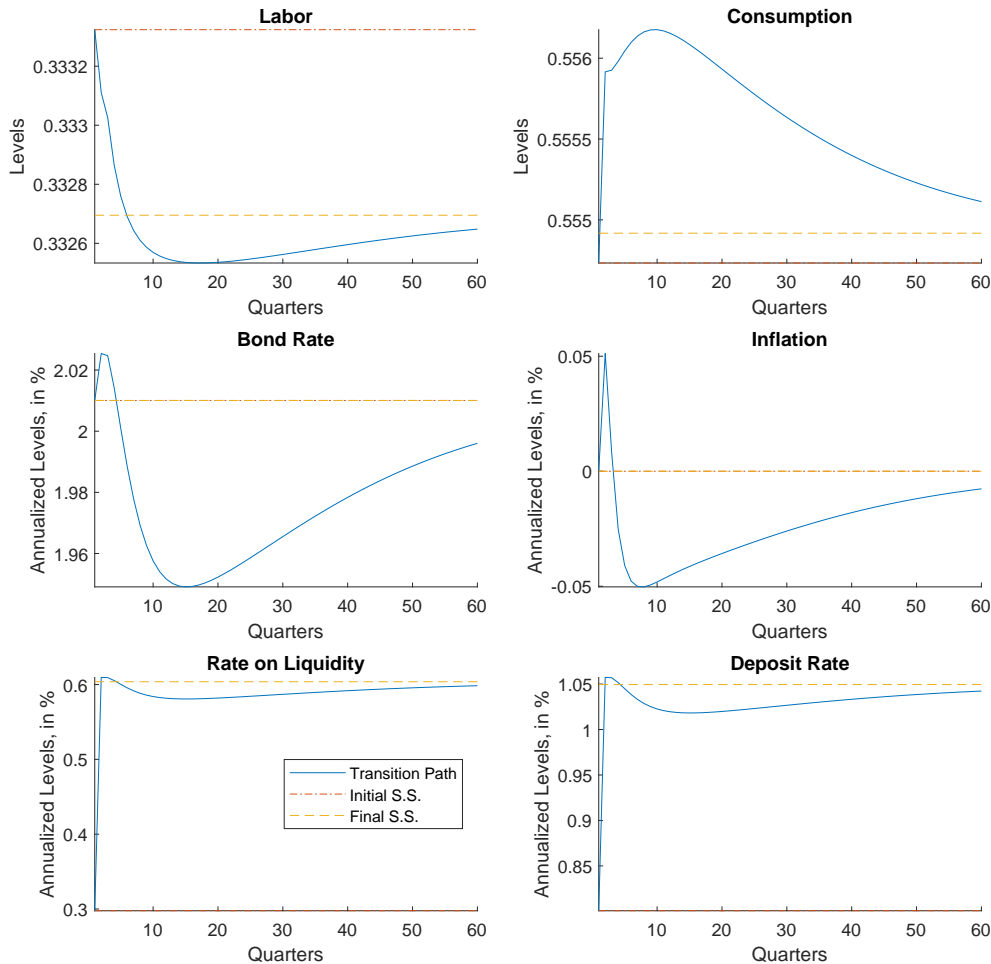 Labor
Levels
0.3332
0.333
0.3328
0.3326
10 20 30 40 50 60
Quarters
Consumption
Levels
0.556
0.5555
0.555
10 20 30 40 50 60
Quarters
Bond Rate
Annualized Levels, in %
2.02
2
1.98
1.96
10 20 30 40 50 60
Quarters
Inflation
Annualized Levels, in %
0.05
0
-0.05
10 20 30 40 50 60
Quarters
Rate on Liquidity
Annualized Levels, in %
0.6
0.5
0.4
0.3
Transition Path
Initial S.S.
Final S.S.
10 20 30 40 50 60
Quarters
Deposit Rate
Annualized Levels, in %
1.05
1
0.95
0.9
0.85
10 20 30 40 50 60
Quarters